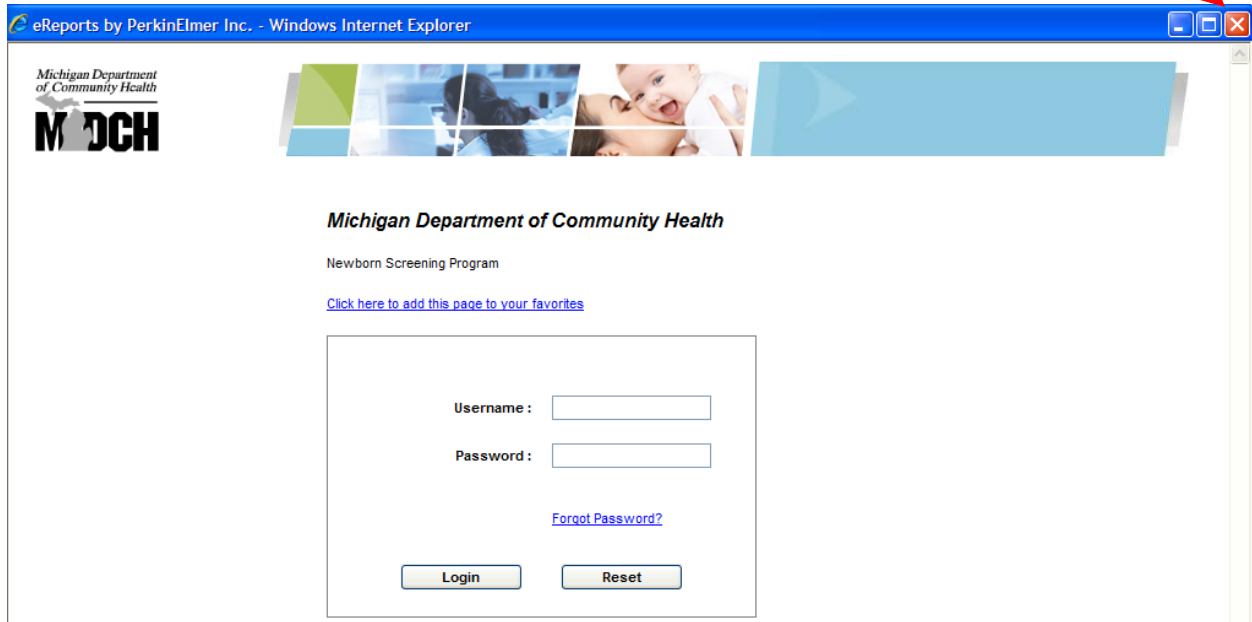 eReports by PerkinElmer Inc. - Windows Internet Explorer
Michigan Department
of Community Health
MDCH
Michigan Department of Community Health
Newborn Screening Program
Click here to add this page to your favorites
Username :
Password :
Forgot Password?
Login
Reset